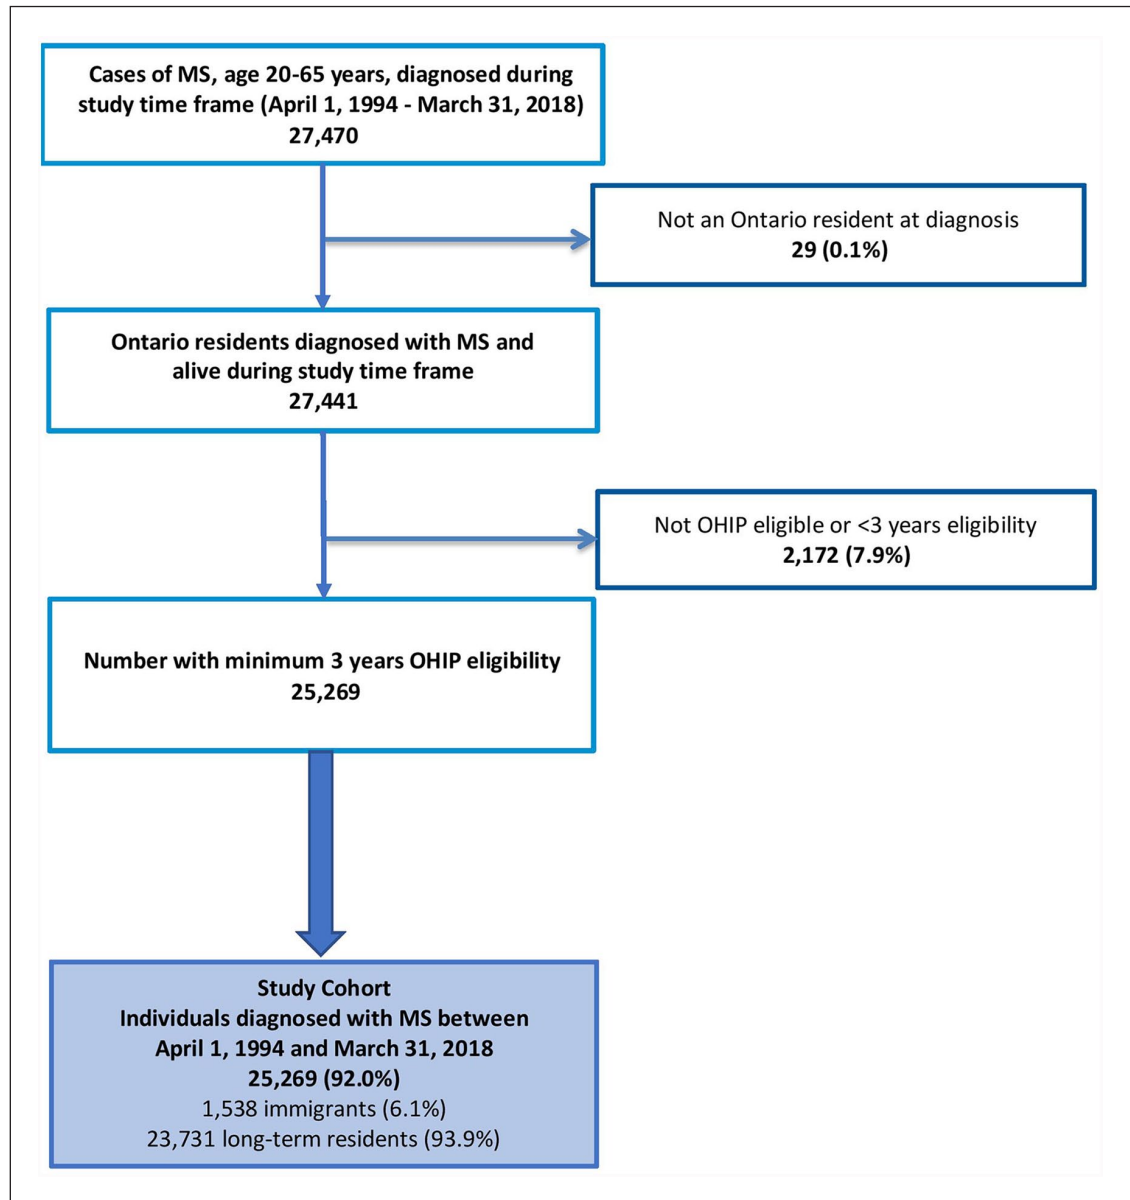 Cases of MS, age 20-65 years, diagnosed during
study time frame (April 1, 1994 - March 31, 2018)
27,470
Not an Ontario resident at diagnosis
29 (0.1%)
Ontario residents diagnosed with MS and
alive during study time frame
27,441
Not OHIP eligible or <3 years eligibility
2,172 (7.9%)
Number with minimum 3 years OHIP eligibility
25,269
Study Cohort
Individuals diagnosed with MS between
April 1, 1994 and March 31, 2018
25,269 (92.0%)
1,538 immigrants (6.1%)
23,731 long-term residents (93.9%)